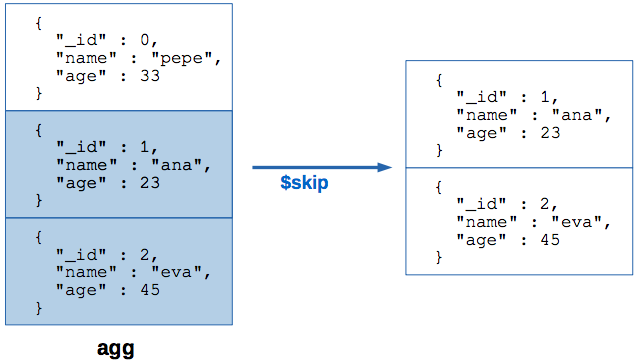 {
"_id" : 0,
"name" : "pepe",
"age" : 33
}
{
"_id" : 1,
"name" : "ana",
"age" : 23
}
{
"_id" : 2,
"name" : "eva",
"age" : 45
}
agg
$skip
{
"_id" : 1,
"name" : "ana",
"age" : 23
}
{
"_id" : 2,
"name" : "eva",
"age" : 45
}